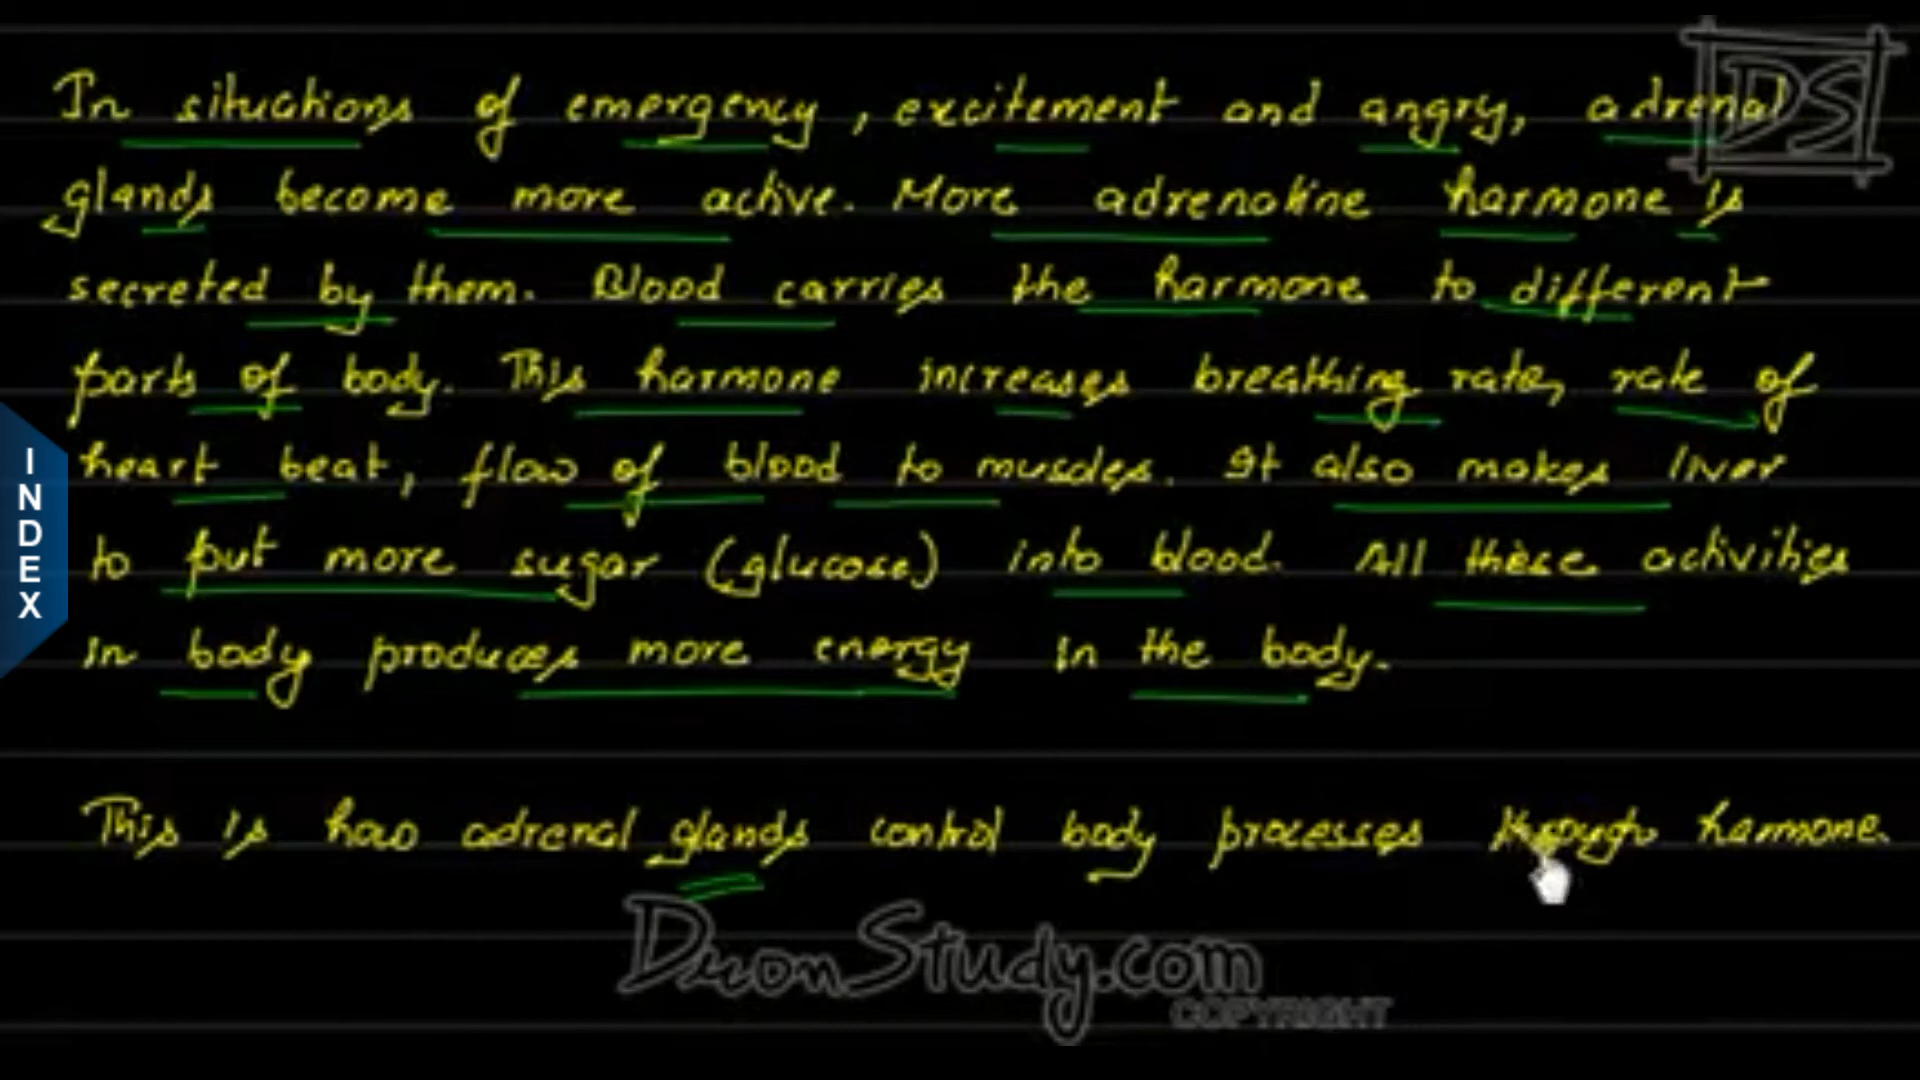 DS
In situations of emergency, excitement and angry, adrenal
glands become more active. More adrenaline harmone is
secreted by them. Blood carries the harmone to different
parts of body. This harmone increases breathing rate, rate of
heart beat, flow of blood to muscles. It also makes liver
to put more sugar (glucose) into blood. All these activities
in body produces more energy in the body.
This is how adrenal glands control body processes through harmone.
INDEX
DronStudy.com
COPYRIGHT